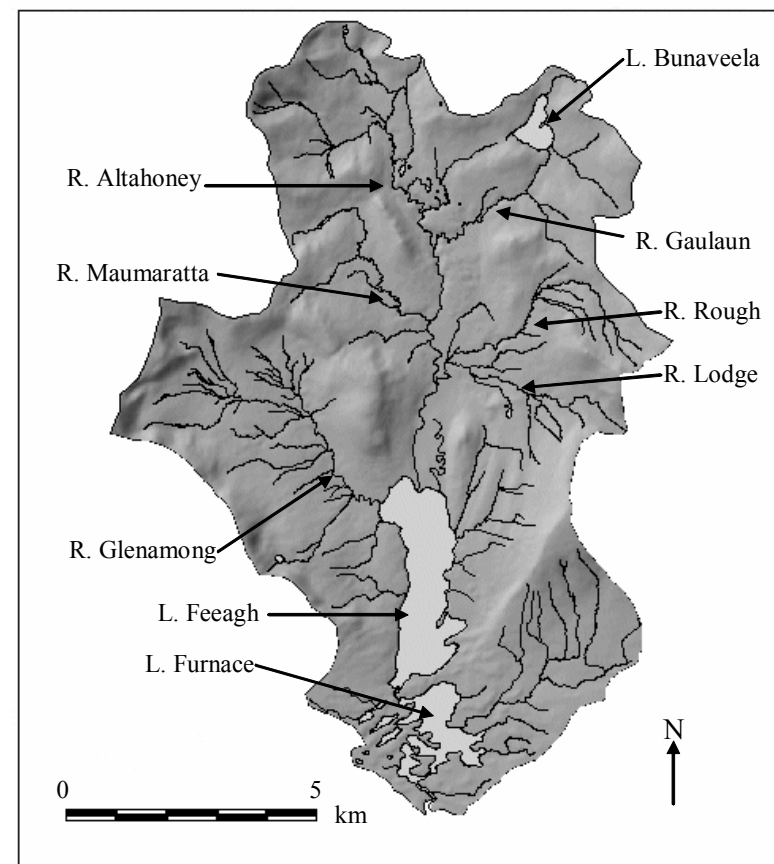 L. Bunaveela
R. Altahoney
R. Gaulaun
R. Maumaratta
R. Rough
R. Lodge
R. Glenamong
L. Feeagh
L. Furnace
N
0 5
km